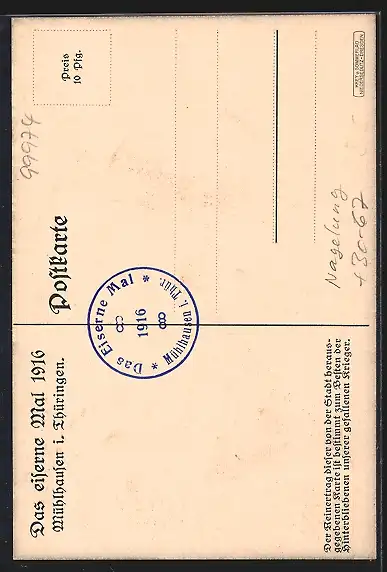 Das eiserne Mal 1916
Mühlhausen i. Thüringen.
Postkarte
Preis
10 Pfg.
99974
* Das Eiserne Mal *
1916
Mühlhausen i. Thür.
Nagelung
+30-67
Der Reinertrag dieser von der Stadt heraus-
gegebenen Karte ist bestimmt zum Besten der
Hinterbliebenen unserer gefallenen Krieger.